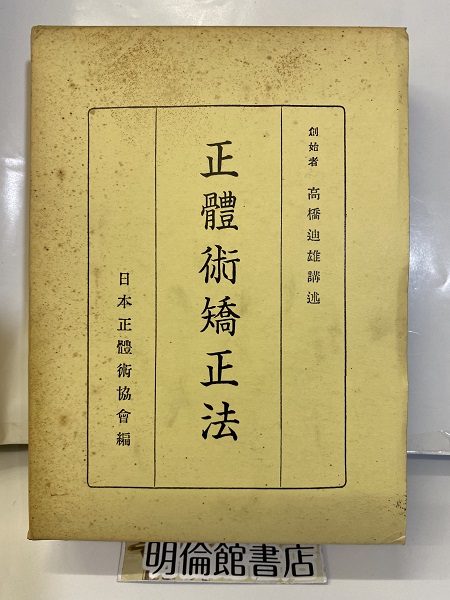 創始者 高橋迪雄講述
正體術矯正法
日本正體術協會編
明倫館書店